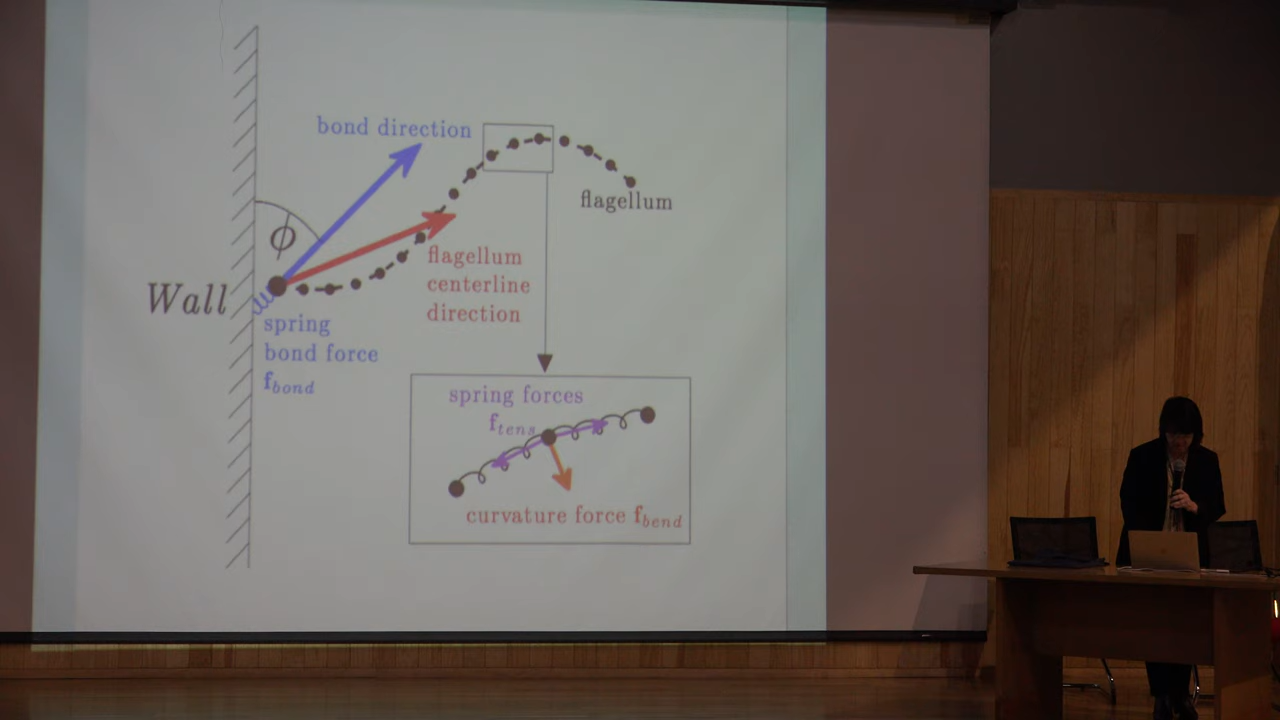 bond direction
flagellum
ϕ
flagellum
centerline
direction
Wall
spring
bond force
f_bond
spring forces
f_tens
curvature force f_bend